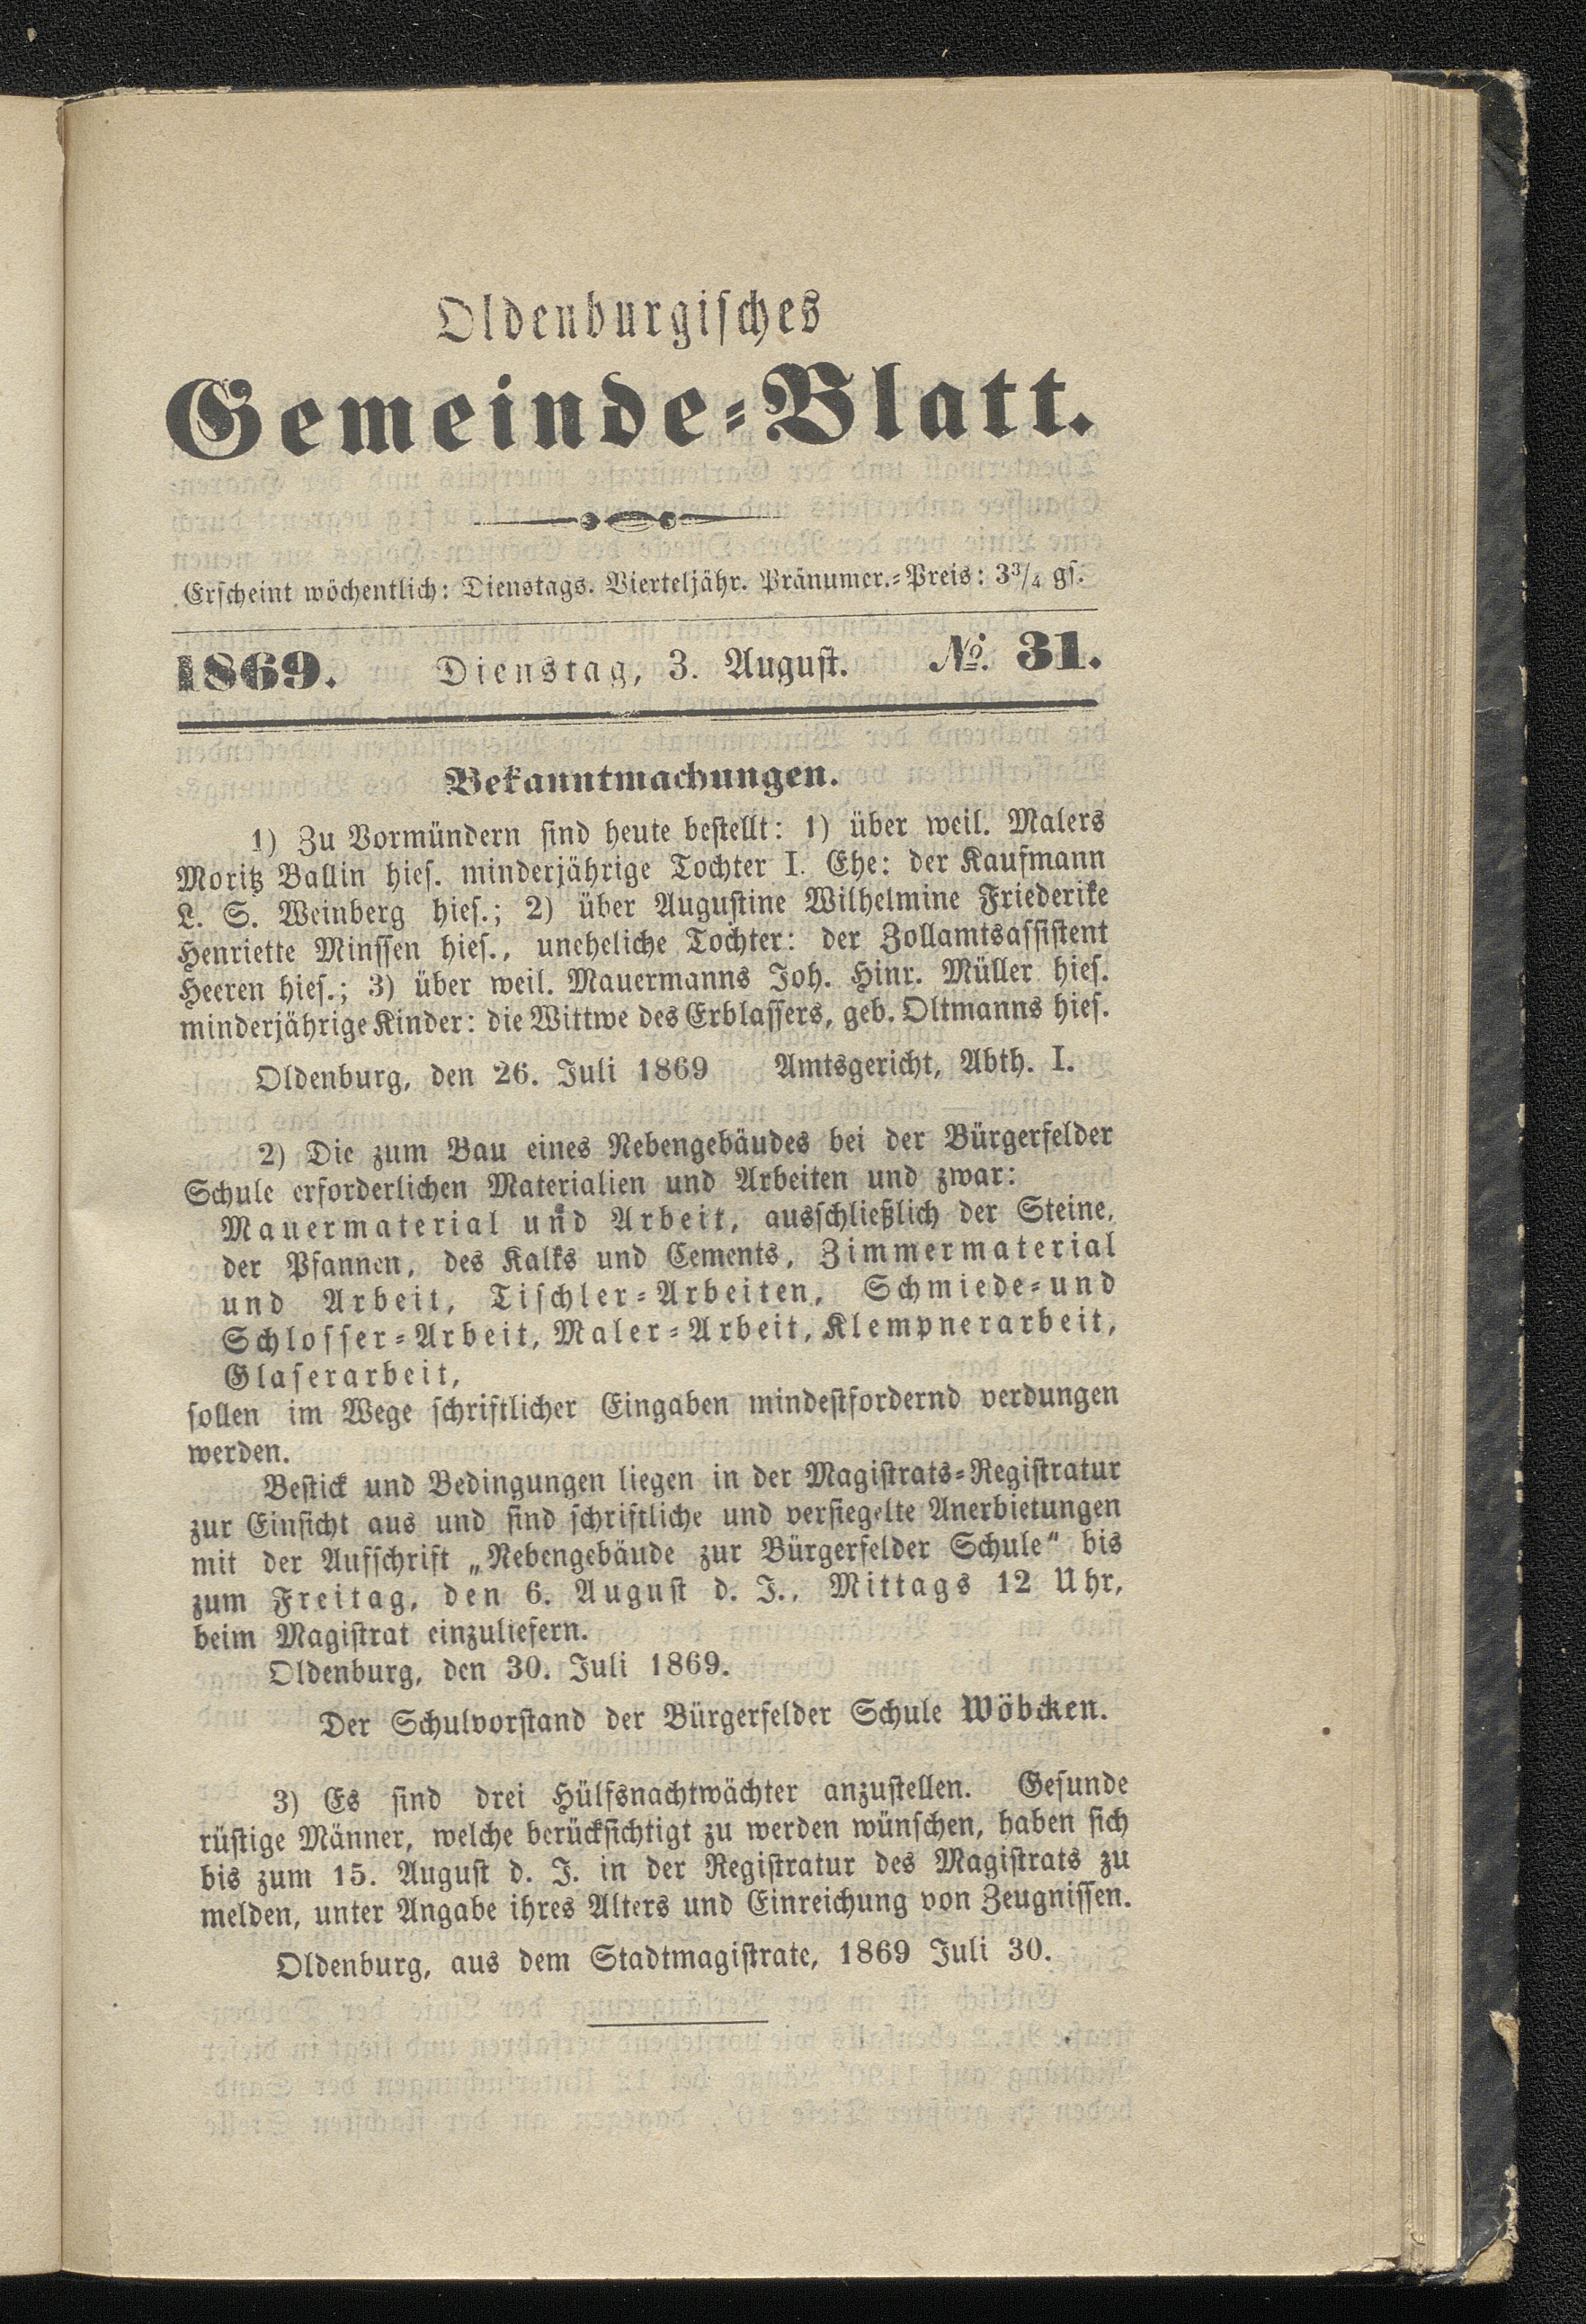 Oldenburgisches
Gemeinde=Blatt.
Erscheint wöchentlich: Dienstags. Vierteljähr. Pränumer.=Preis: 3¾ gs.
1869. Dienstag, 3. August. №. 31.
Bekanntmachungen.
1) Zu Vormündern sind heute bestellt: 1) über weil. Malers
Moritz Ballin hies. minderjährige Tochter I. Ehe: der Kaufmann
L. S. Weinberg hies.; 2) über Augustine Wilhelmine Friederike
Henriette Minssen hies., uneheliche Tochter: der Zollamtsassistent
Heeren hies.; 3) über weil. Mauermanns Joh. Hinr. Müller hies.
minderjährige Kinder: die Wittwe des Erblassers, geb. Oltmanns hies.
Oldenburg, den 26. Juli 1869 Amtsgericht, Abth. I.
2) Die zum Bau eines Nebengebäudes bei der Bürgerfelder
Schule erforderlichen Materialien und Arbeiten und zwar:
Mauermaterial und Arbeit, ausschließlich der Steine,
der Pfannen, des Kalks und Cements, Zimmermaterial
und Arbeit, Tischler=Arbeiten, Schmiede=und
Schlosser=Arbeit, Maler=Arbeit, Klempnerarbeit,
Glaserarbeit,
sollen im Wege schriftlicher Eingaben mindestfordernd verdungen
werden.
Bestick und Bedingungen liegen in der Magistrats=Registratur
zur Einsicht aus und sind schriftliche und versiegelte Anerbietungen
mit der Aufschrift „Nebengebäude zur Bürgerfelder Schule“ bis
zum Freitag, den 6. August d. J., Mittags 12 Uhr,
beim Magistrat einzuliefern.
Oldenburg, den 30. Juli 1869.
Der Schulvorstand der Bürgerfelder Schule Wöbcken.
3) Es sind drei Hülfsnachtwächter anzustellen. Gesunde
rüstige Männer, welche berücksichtigt zu werden wünschen, haben sich
bis zum 15. August d. J. in der Registratur des Magistrats zu
melden, unter Angabe ihres Alters und Einreichung von Zeugnissen.
Oldenburg, aus dem Stadtmagistrate, 1869 Juli 30.